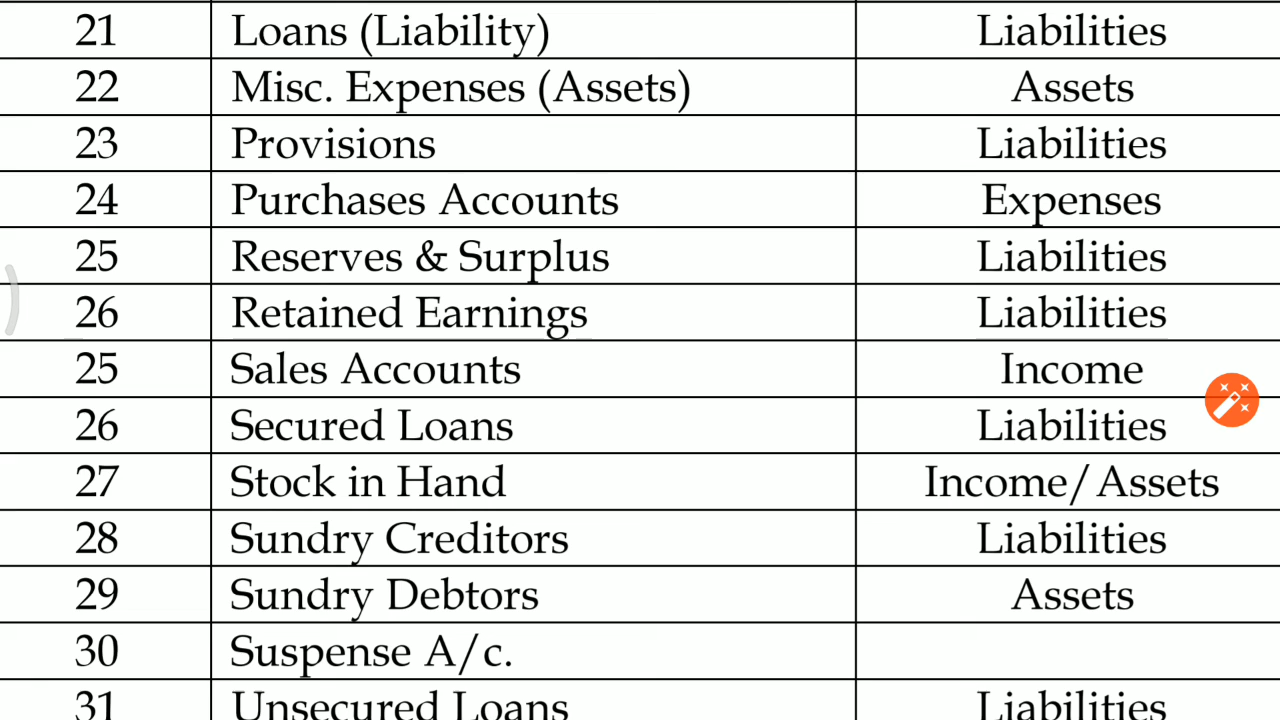 21 Loans (Liability) Liabilities
22 Misc. Expenses (Assets) Assets
23 Provisions Liabilities
24 Purchases Accounts Expenses
25 Reserves & Surplus Liabilities
26 Retained Earnings Liabilities
25 Sales Accounts Income
26 Secured Loans Liabilities
27 Stock in Hand Income/Assets
28 Sundry Creditors Liabilities
29 Sundry Debtors Assets
30 Suspense A/c.
31 Unsecured Loans Liabilities